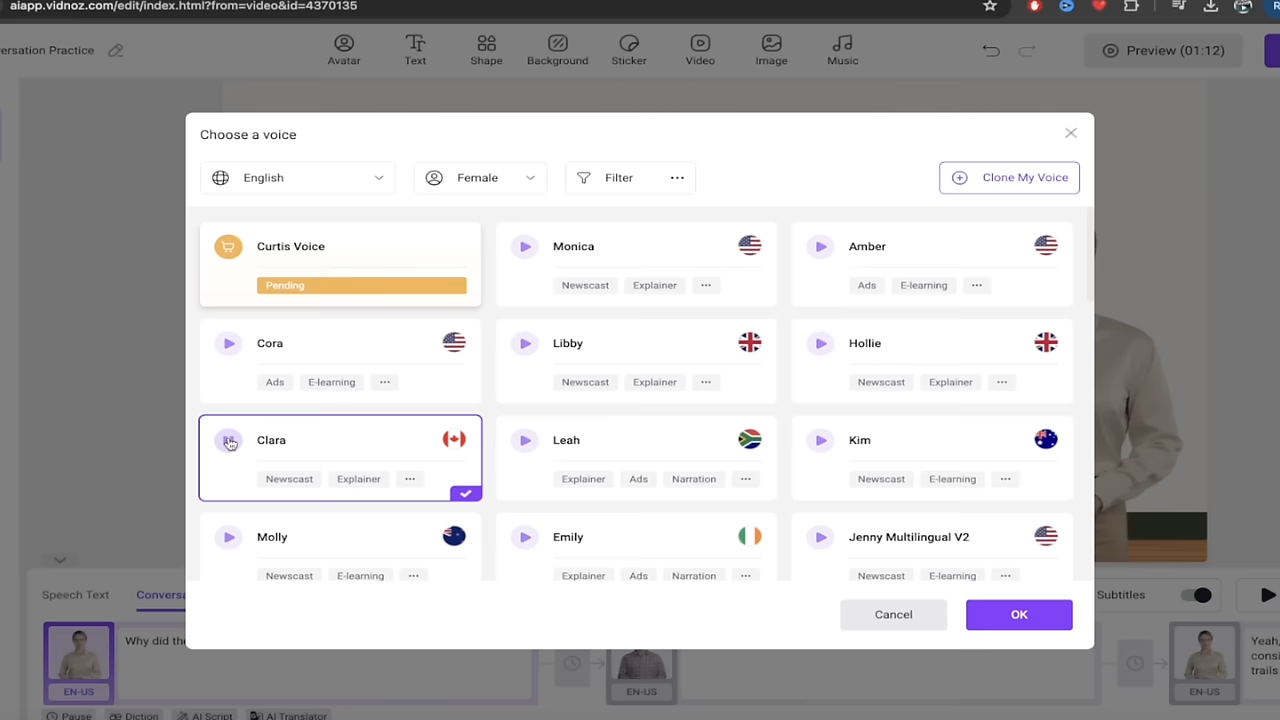 aiapp.vidnoz.com/edit/index.html?from=video&id=4370135
ersation Practice
Avatar
Text
Shape
Background
Sticker
Video
Image
Music
Preview (01:12)
Choose a voice
English
Female
Filter
Clone My Voice
Curtis Voice
Pending
Monica
Newscast Explainer ...
Amber
Ads E-learning ...
Cora
Ads E-learning ...
Libby
Newscast Explainer ...
Hollie
Newscast Explainer ...
Clara
Newscast Explainer ...
Leah
Explainer Ads Narration ...
Kim
Newscast E-learning ...
Molly
Newscast E-learning ...
Emily
Explainer Ads Narration ...
Jenny Multilingual V2
Newscast E-learning ...
Cancel
OK
Speech Text
Conversa
Subtitles
Why did the
EN-US
EN-US
EN-US
Yeah,
consi
trails
Pause
Diction
AI Script
AI Translator